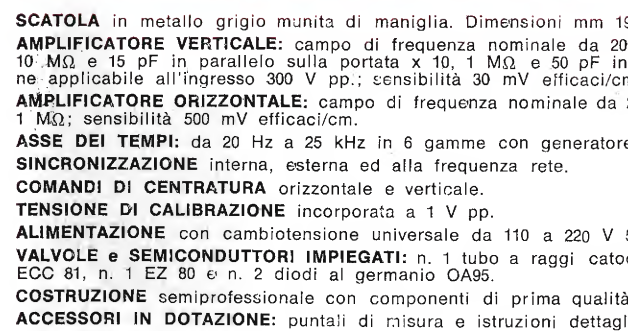 SCATOLA in metallo grigio munita di maniglia. Dimensioni mm
AMPLIFICATORE VERTICALE: campo di frequenza nominale da
10 MΩ e 15 pF in parallelo sulla portata x 10, 1 MΩ e 50 pF in
ne applicabile all'ingresso 300 V pp.; sensibilità 30 mV efficaci/cm
AMPLIFICATORE ORIZZONTALE: campo di frequenza nominale da
1 MΩ; sensibilità 500 mV efficaci/cm.
ASSE DEI TEMPI: da 20 Hz a 25 kHz in 6 gamme con generatore
SINCRONIZZAZIONE interna, esterna ed alla frequenza rete.
COMANDI DI CENTRATURA orizzontale e verticale.
TENSIONE DI CALIBRAZIONE incorporata a 1 V pp.
ALIMENTAZIONE con cambiotensione universale da 110 a 220 V
VALVOLE e SEMICONDUTTORI IMPIEGATI: n. 1 tubo a raggi cato
ECC 81, n. 1 EZ 80 e n. 2 diodi al germanio OA95.
COSTRUZIONE semiprofessionale con componenti di prima qualità
ACCESSORI IN DOTAZIONE: puntali di misura e istruzioni dettagl